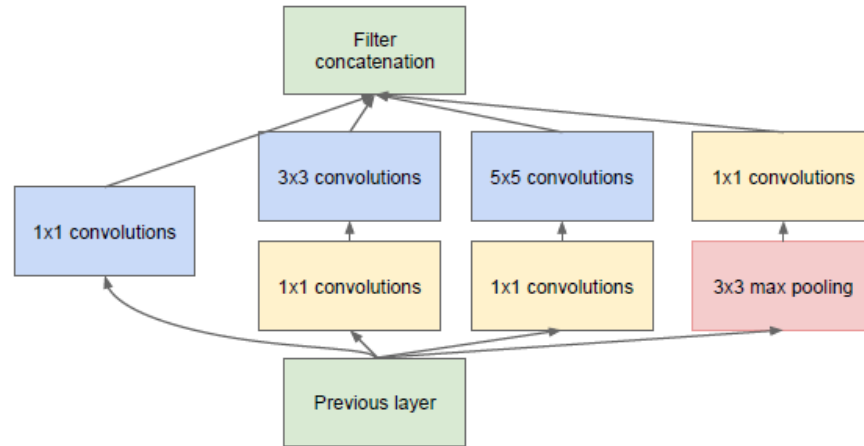 Filter
concatenation
3x3 convolutions
5x5 convolutions
1x1 convolutions
1x1 convolutions
1x1 convolutions
1x1 convolutions
3x3 max pooling
Previous layer